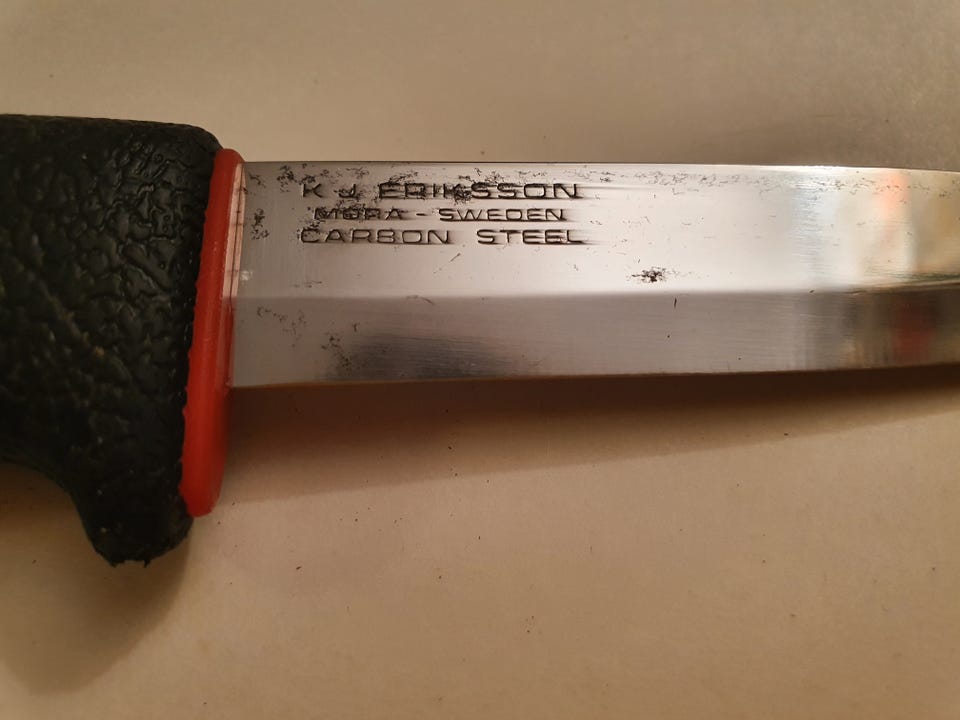 K J ERIKSSON
MORA - SWEDEN
CARBON STEEL